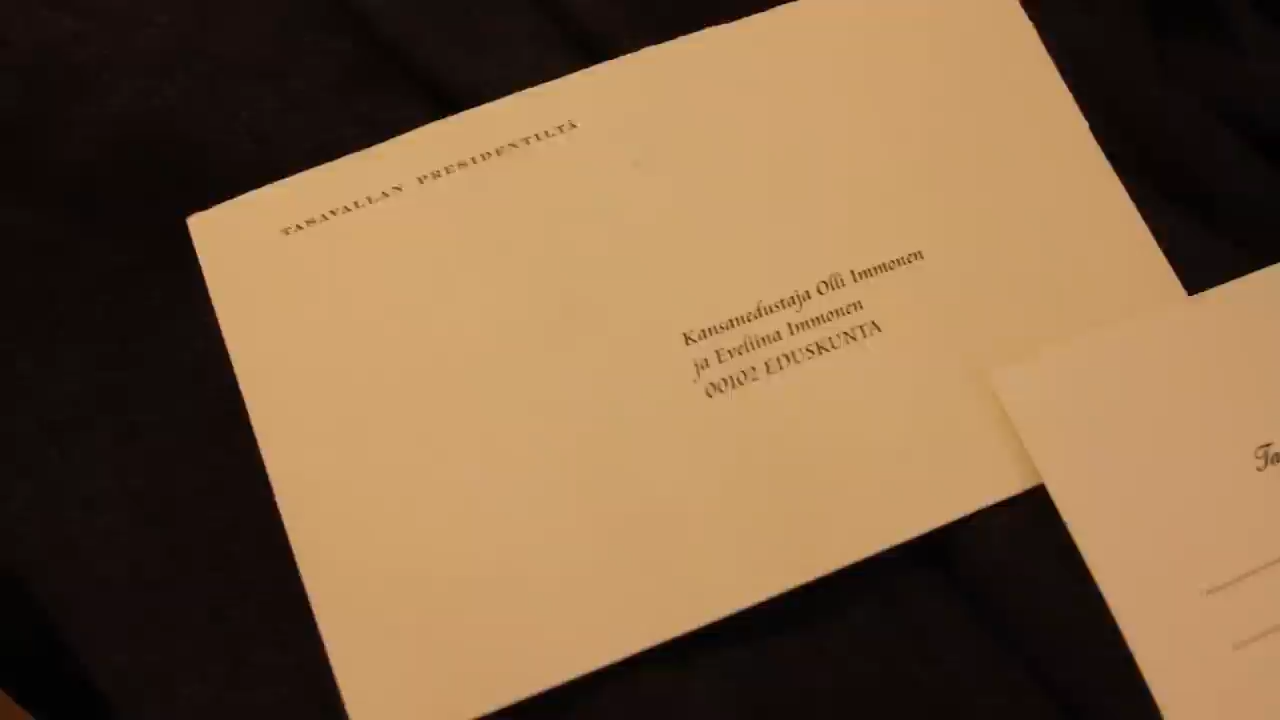 TASAVALLAN PRESIDENTILTÄ
Kansanedustaja Olli Immonen
ja Eveliina Immonen
00102 EDUSKUNTA